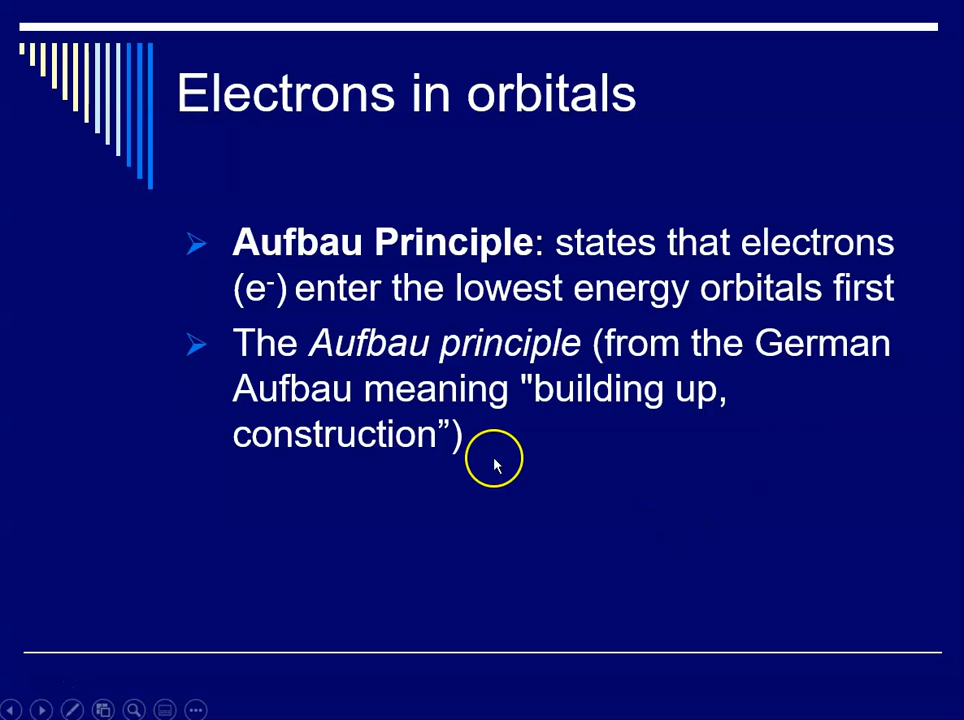 Electrons in orbitals
Aufbau Principle: states that electrons
(e-) enter the lowest energy orbitals first
The Aufbau principle (from the German
Aufbau meaning "building up,
construction”)